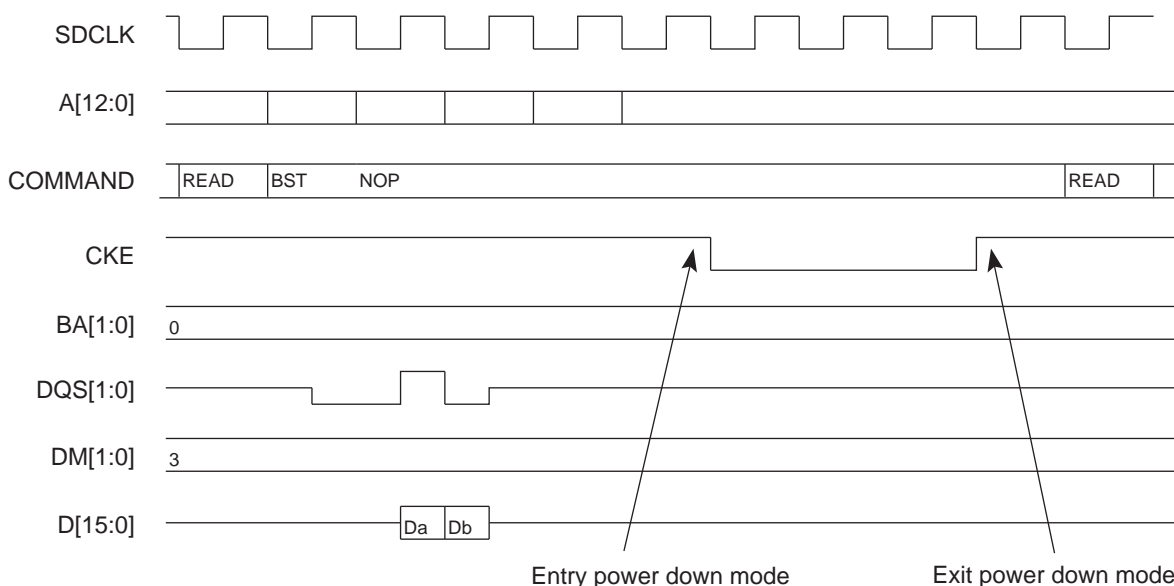 SDCLK
A[12:0]
COMMAND READ BST NOP READ
CKE
BA[1:0] 0
DQS[1:0]
DM[1:0] 3
D[15:0] Da Db
Entry power down mode Exit power down mode